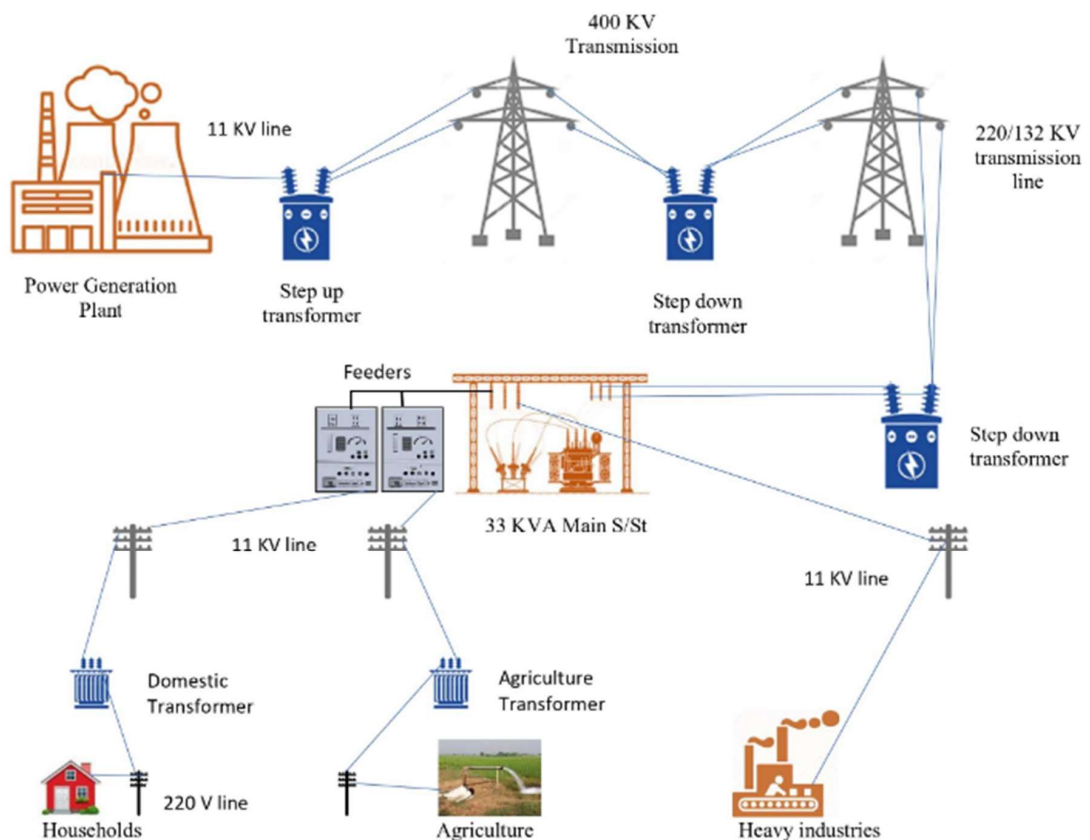 400 KV
Transmission
11 KV line
220/132 KV
transmission
line
Power Generation
Plant
Step up
transformer
Step down
transformer
Feeders
Step down
transformer
33 KVA Main S/St
11 KV line
11 KV line
Domestic
Transformer
Agriculture
Transformer
220 V line
Households
Agriculture
Heavy industries